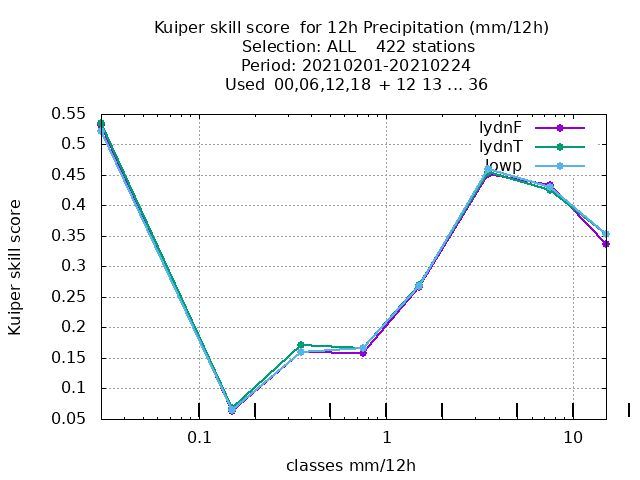 Kuiper skill score  for 12h Precipitation (mm/12h)
Selection: ALL    422 stations
Period: 20210201-20210224
Used  00,06,12,18  + 12 13 ... 36
lydnF
lydnT
lowp
Kuiper skill score
0.55
0.5
0.45
0.4
0.35
0.3
0.25
0.2
0.15
0.1
0.05
0.1 1 10
classes mm/12h